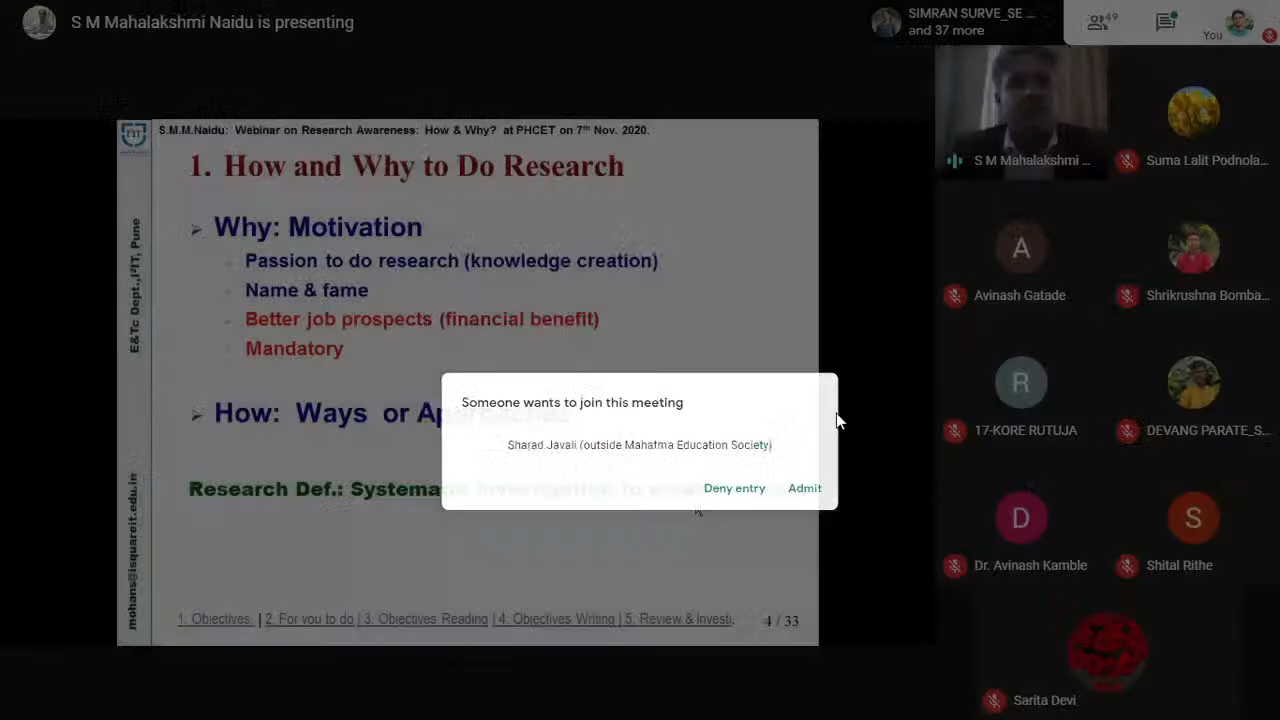 S M Mahalakshmi Naidu is presenting
SIMRAN SURVE_SE ...
and 37 more
49
You
S.M.M.Naidu: Webinar on Research Awareness: How & Why? at PHCET on 7th Nov. 2020.
1. How and Why to Do Research
Why: Motivation
Passion to do research (knowledge creation)
Name & fame
Better job prospects (financial benefit)
Mandatory
How: Ways or
Research Def.: Systema
E&Tc Dept.,I²IT, Pune
mohans@isquareit.edu.in
1. Objectives | 2. For you to do | 3. Objectives Reading | 4. Objectives Writing | 5. Review & Investi.
4 / 33
Someone wants to join this meeting
Sharad Javali (outside Mahatma Education Society)
Deny entry Admit
S M Mahalakshmi ...
Suma Lalit Podnola...
A
Avinash Gatade
Shrikrushna Bomba...
R
17-KORE RUTUJA
DEVANG PARATE_S...
D
Dr. Avinash Kamble
S
Shital Rithe
Sarita Devi